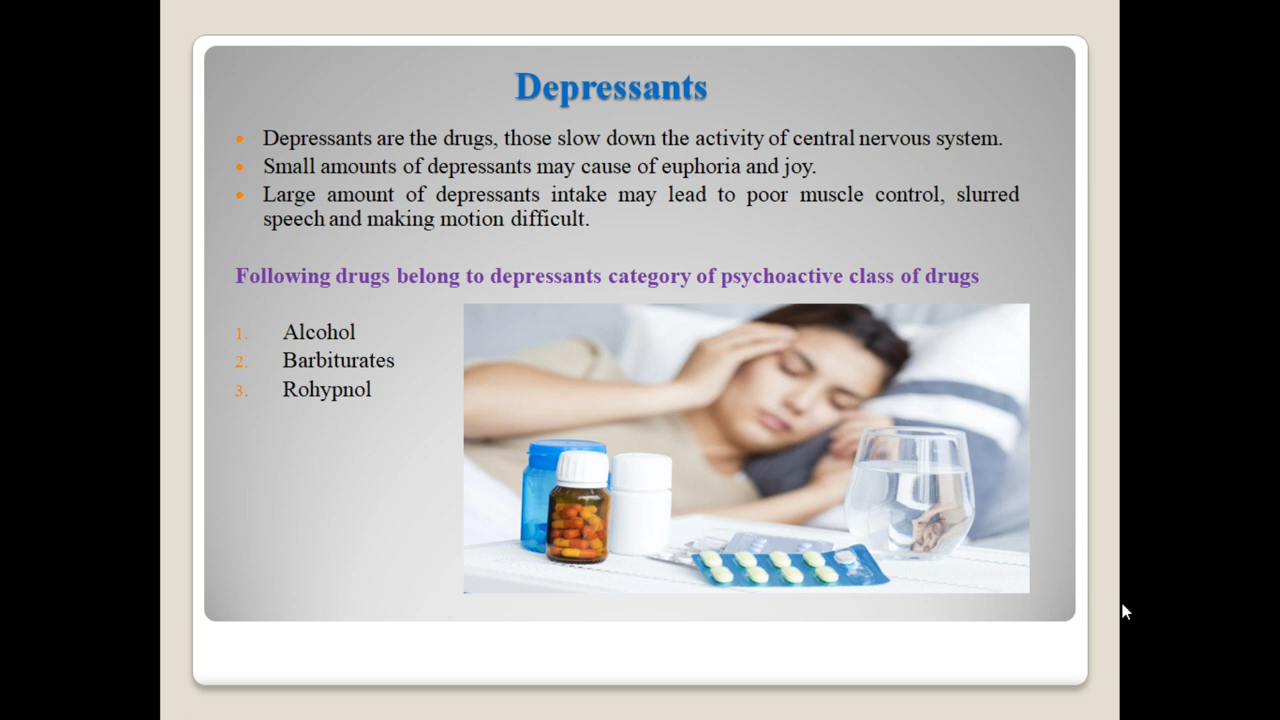 Depressants
• Depressants are the drugs, those slow down the activity of central nervous system.
• Small amounts of depressants may cause of euphoria and joy.
• Large amount of depressants intake may lead to poor muscle control, slurred
speech and making motion difficult.
Following drugs belong to depressants category of psychoactive class of drugs
1. Alcohol
2. Barbiturates
3. Rohypnol